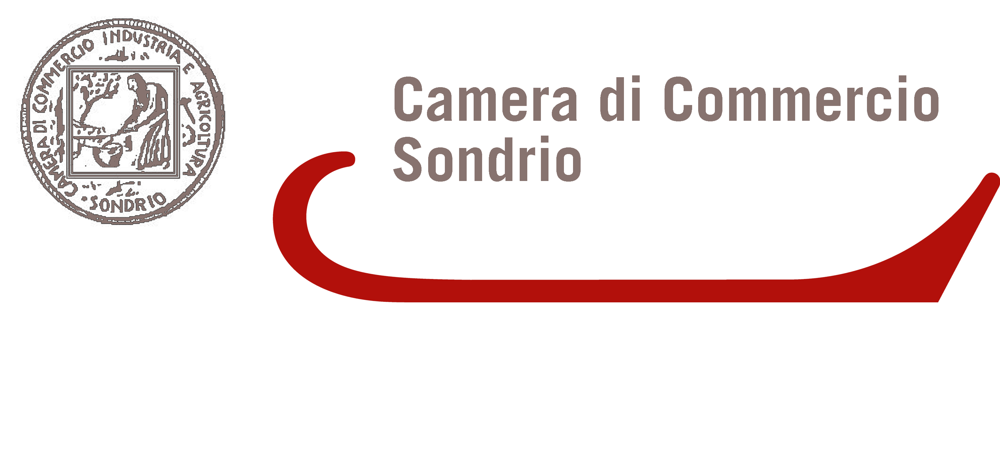 CAMERA DI COMMERCIO INDUSTRIA E AGRICOLTURA
• SONDRIO
Camera di Commercio
Sondrio